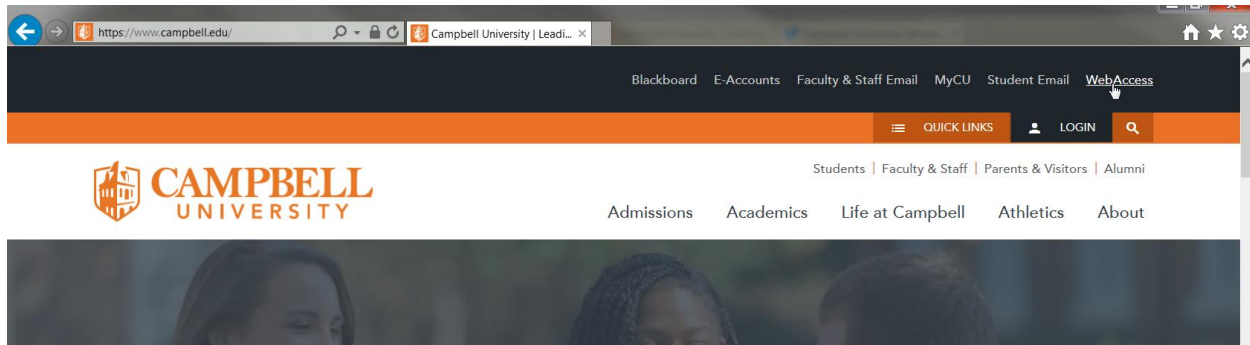 https://www.campbell.edu/
Campbell University | Leadi...
Blackboard E-Accounts Faculty & Staff Email MyCU Student Email WebAccess
QUICK LINKS LOGIN
Students | Faculty & Staff | Parents & Visitors | Alumni
CAMPBELL
UNIVERSITY
Admissions Academics Life at Campbell Athletics About